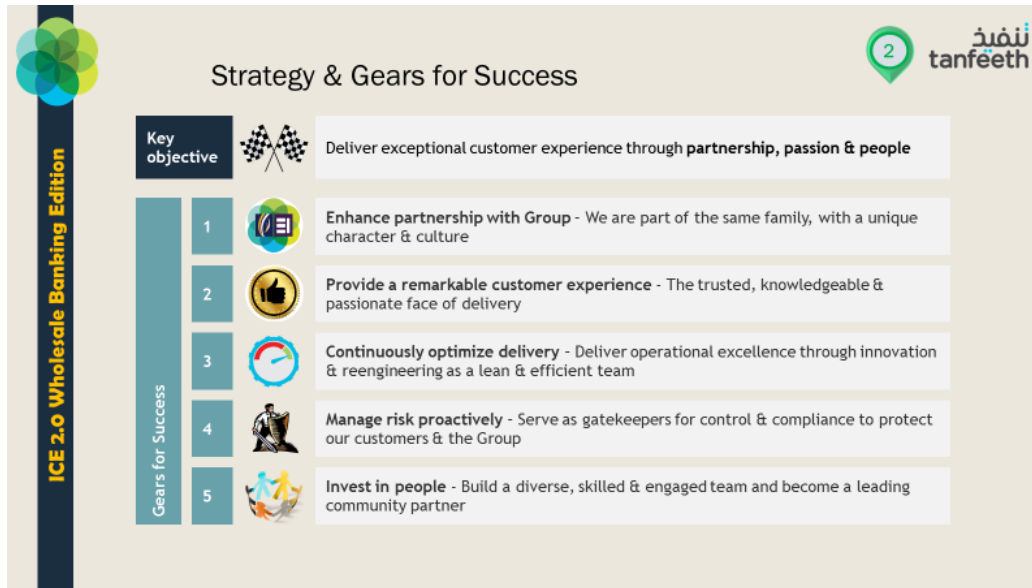 Strategy & Gears for Success
2
تنفيذ
tanfeeth
ICE 2.0 Wholesale Banking Edition
Key
objective
Deliver exceptional customer experience through partnership, passion & people
Gears for Success
1
Enhance partnership with Group – We are part of the same family, with a unique
character & culture
2
Provide a remarkable customer experience - The trusted, knowledgeable &
passionate face of delivery
3
Continuously optimize delivery – Deliver operational excellence through innovation
& reengineering as a lean & efficient team
4
Manage risk proactively – Serve as gatekeepers for control & compliance to protect
our customers & the Group
5
Invest in people - Build a diverse, skilled & engaged team and become a leading
community partner